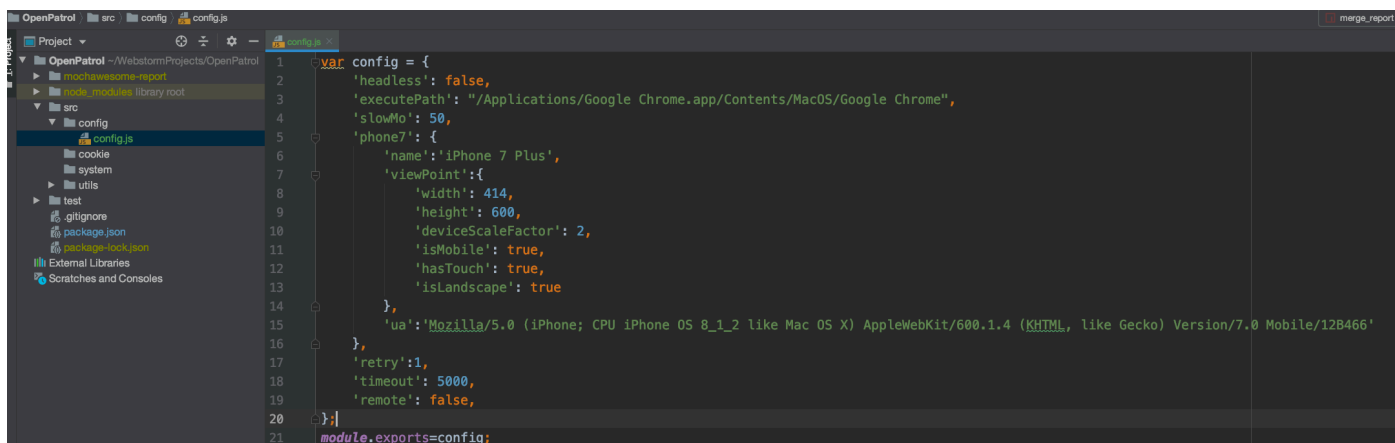 OpenPatrol src config config.js merge_report
Project config.js
1: Project
OpenPatrol ~/WebstormProjects/OpenPatrol
mochawesome-report
node_modules library root
src
config
config.js
cookie
system
utils
test
.gitignore
package.json
package-lock.json
External Libraries
Scratches and Consoles
1 var config = {
2 'headless': false,
3 'executePath': "/Applications/Google Chrome.app/Contents/MacOS/Google Chrome",
4 'slowMo': 50,
5 'phone7': {
6 'name':'iPhone 7 Plus',
7 'viewPoint':{
8 'width': 414,
9 'height': 600,
10 'deviceScaleFactor': 2,
11 'isMobile': true,
12 'hasTouch': true,
13 'isLandscape': true
14 },
15 'ua':'Mozilla/5.0 (iPhone; CPU iPhone OS 8_1_2 like Mac OS X) AppleWebKit/600.1.4 (KHTML, like Gecko) Version/7.0 Mobile/12B466'
16 },
17 'retry':1,
18 'timeout': 5000,
19 'remote': false,
20 };
21 module.exports=config;